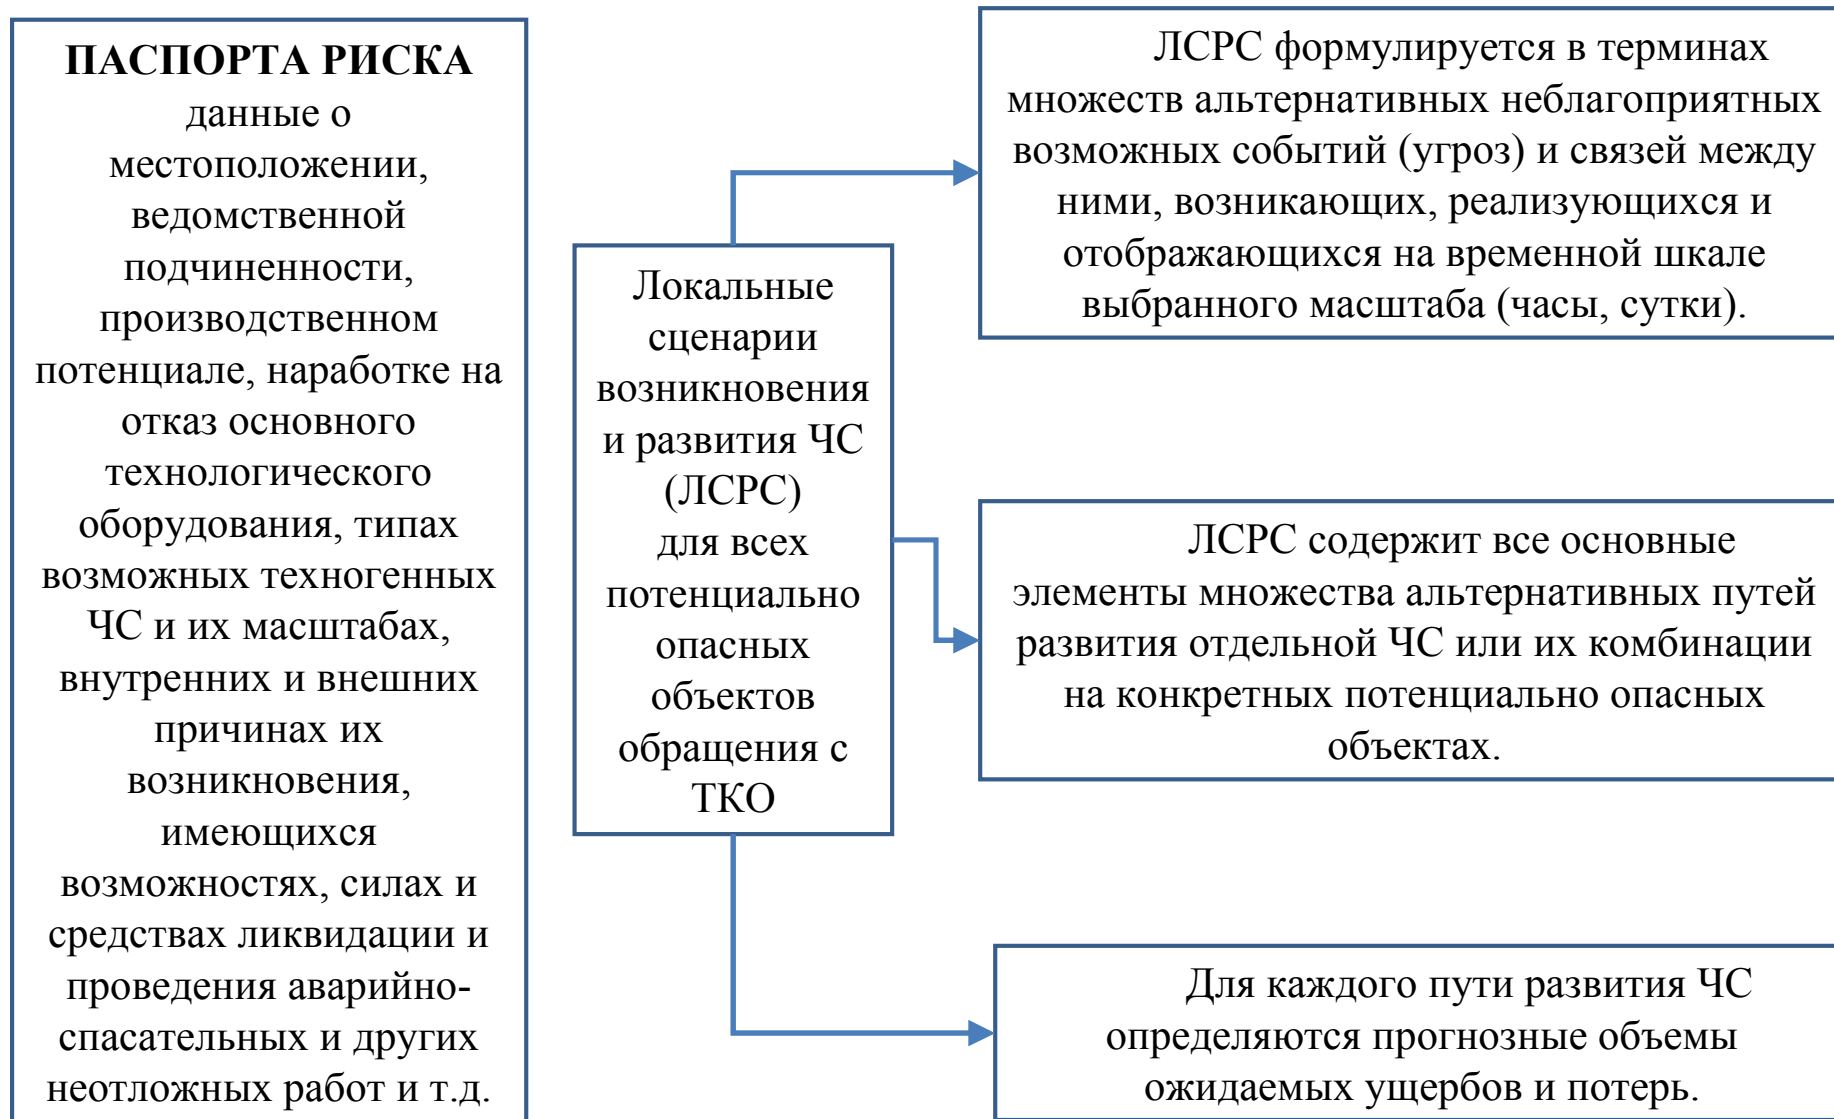 ПАСПОРТА РИСКА
данные о
местоположении,
ведомственной
подчиненности,
производственном
потенциале, наработке на
отказ основного
технологического
оборудования, типах
возможных техногенных
ЧС и их масштабах,
внутренних и внешних
причинах их
возникновения,
имеющихся
возможностях, силах и
средствах ликвидации и
проведения аварийно-
спасательных и других
неотложных работ и т.д.
Локальные
сценарии
возникновения
и развития ЧС
(ЛСРС)
для всех
потенциально
опасных
объектов
обращения с
ТКО
ЛСРС формулируется в терминах
множеств альтернативных неблагоприятных
возможных событий (угроз) и связей между
ними, возникающих, реализующихся и
отображающихся на временной шкале
выбранного масштаба (часы, сутки).
ЛСРС содержит все основные
элементы множества альтернативных путей
развития отдельной ЧС или их комбинации
на конкретных потенциально опасных
объектах.
Для каждого пути развития ЧС
определяются прогнозные объемы
ожидаемых ущербов и потерь.